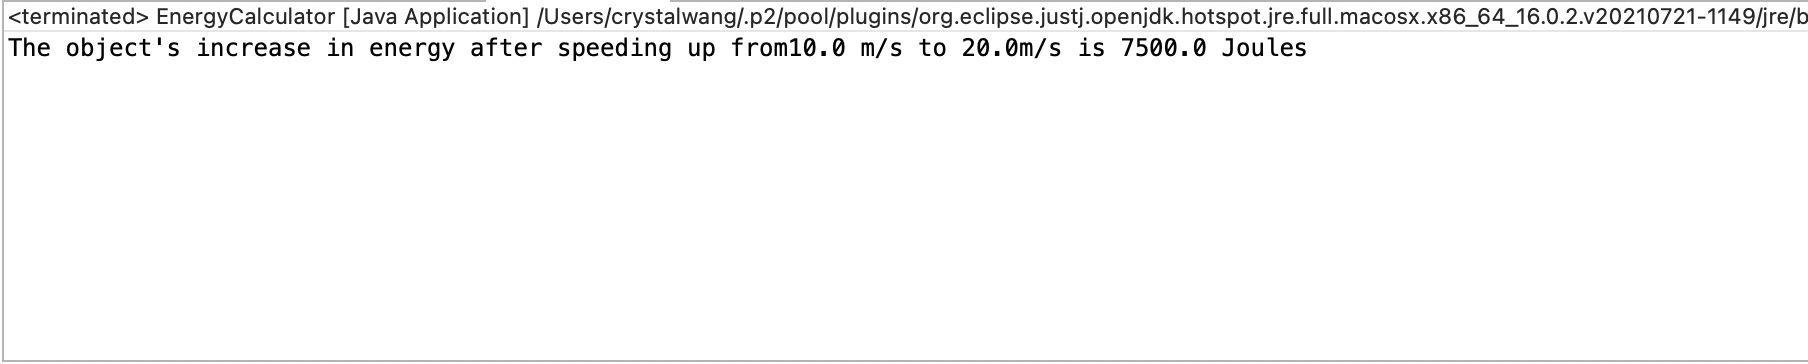 <terminated> EnergyCalculator [Java Application] /Users/crystalwang/.p2/pool/plugins/org.eclipse.justj.openjdk.hotspot.jre.full.macosx.x86_64_16.0.2.v20210721-1149/jre/b
The object's increase in energy after speeding up from10.0 m/s to 20.0m/s is 7500.0 Joules